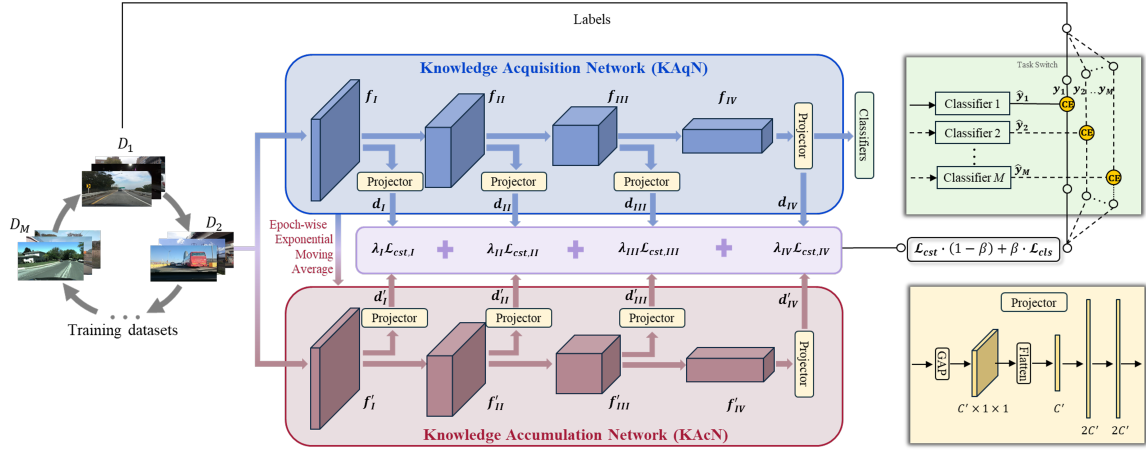 Labels
Knowledge Acquisition Network (KAqN)
f_I
f_II
f_III
f_IV
Projector
Projector
Projector
Projector
Classifiers
d_I
d_II
d_III
d_IV
D_1
D_M
D_2
Training datasets
Epoch-wise
Exponential
Moving
Average
λ_I ℒ_cst,I + λ_II ℒ_cst,II + λ_III ℒ_cst,III + λ_IV ℒ_cst,IV
d'_I
d'_II
d'_III
d'_IV
Projector
Projector
Projector
Projector
f'_I
f'_II
f'_III
f'_IV
Knowledge Accumulation Network (KAcN)
Task Switch
y_1 y_2 ... y_M
Classifier 1 ŷ_1 CE
Classifier 2 ŷ_2 CE
⋮
Classifier M ŷ_M CE
ℒ_cst · (1 − β) + β · ℒ_cls
Projector
GAP
Flatten
C' × 1 × 1
C'
2C'
2C'